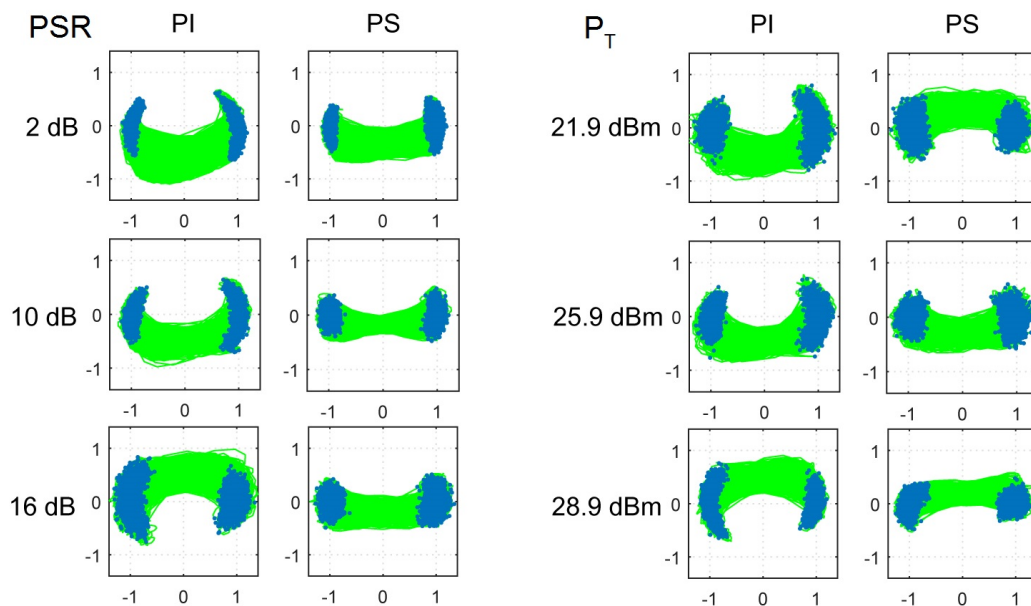 PSR PI PS P_T PI PS
1 1 1 1
2 dB 0 0 21.9 dBm 0 0
-1 -1 -1 -1
-1 0 1 -1 0 1 -1 0 1 -1 0 1
1 1 1 1
10 dB 0 0 25.9 dBm 0 0
-1 -1 -1 -1
-1 0 1 -1 0 1 -1 0 1 -1 0 1
1 1 1 1
16 dB 0 0 28.9 dBm 0 0
-1 -1 -1 -1
-1 0 1 -1 0 1 -1 0 1 -1 0 1